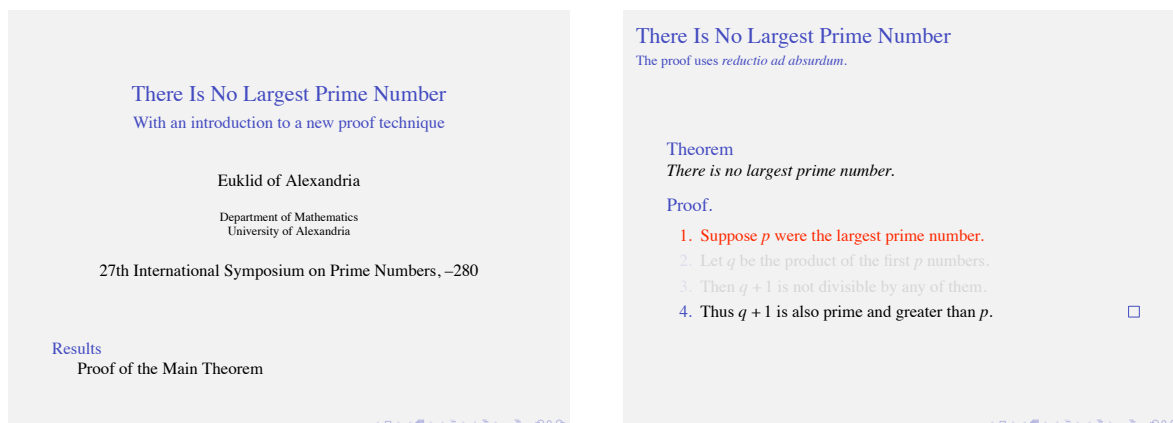 There Is No Largest Prime Number
With an introduction to a new proof technique
Euklid of Alexandria
Department of Mathematics
University of Alexandria
27th International Symposium on Prime Numbers, –280
Results
Proof of the Main Theorem
There Is No Largest Prime Number
The proof uses reductio ad absurdum.
Theorem
There is no largest prime number.
Proof.
1. Suppose p were the largest prime number.
2. Let q be the product of the first p numbers.
3. Then q + 1 is not divisible by any of them.
4. Thus q + 1 is also prime and greater than p.